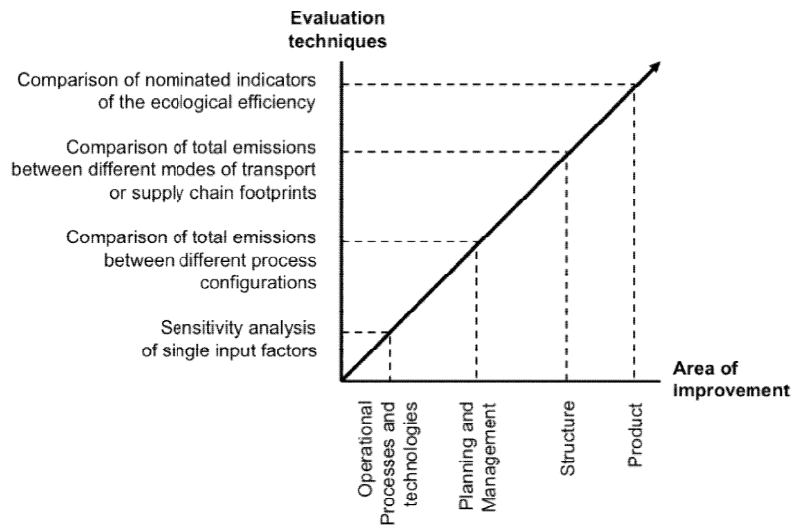 Evaluation
techniques
Comparison of nominated indicators
of the ecological efficiency
Comparison of total emissions
between different modes of transport
or supply chain footprints
Comparison of total emissions
between different process
configurations
Sensitivity analysis
of single input factors
Area of
improvement
Operational
Processes and
technologies
Planning and
Management
Structure
Product